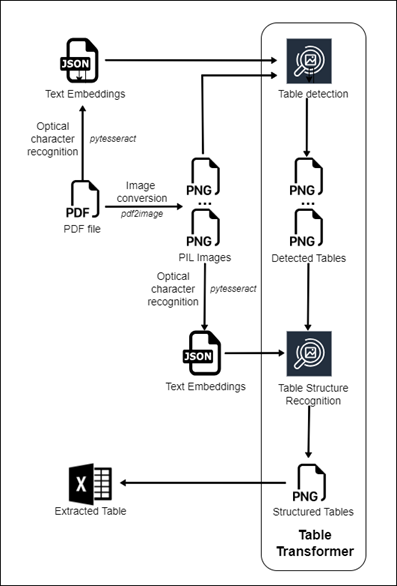 JSON
Text Embeddings
Table detection
Optical
character
recognition
pytesseract
Image
conversion
pdf2image
PDF
PDF file
PNG
...
PNG
PIL Images
PNG
...
PNG
Detected Tables
Optical
character
recognition
pytesseract
JSON
Text Embeddings
Table Structure
Recognition
X
Extracted Table
PNG
Structured Tables
Table
Transformer